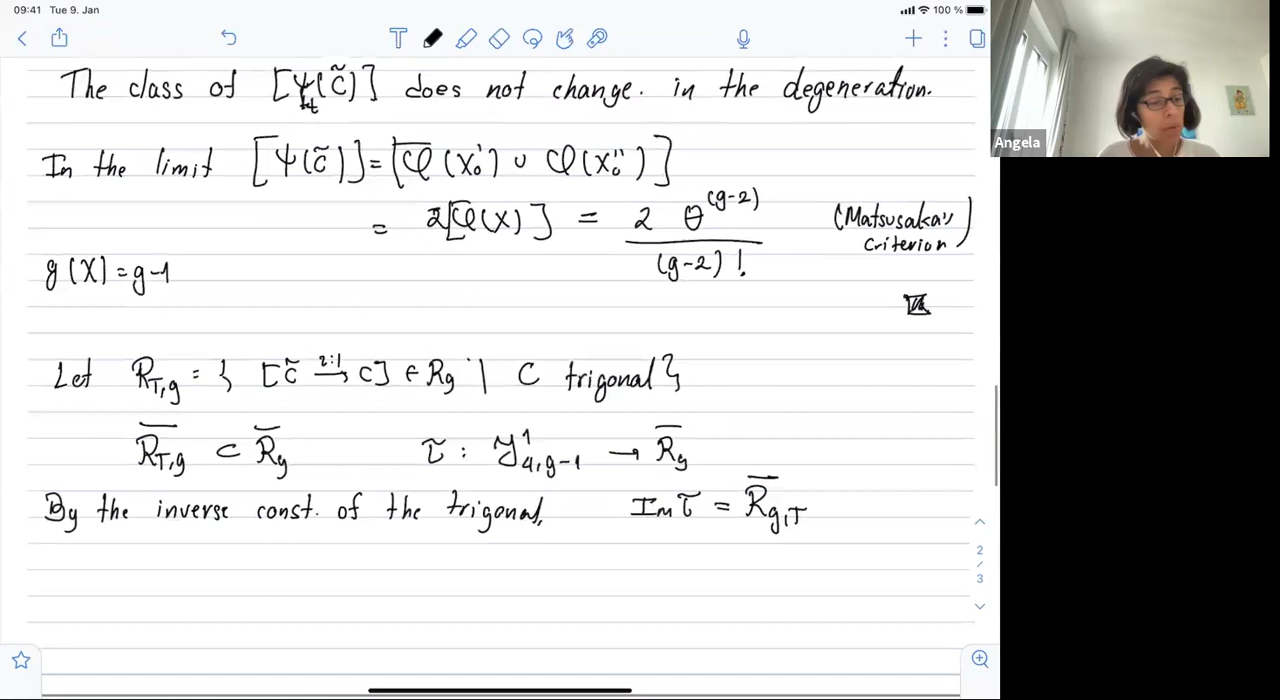 09:41 Tue 9. Jan 100 %
The class of [Ψ_t(C̃)] does not change. in the degeneration.
In the limit [Ψ(C̃)] = [φ(X₀') ∪ φ(X₀'')]
= 2[φ(X)] = 2 θ^(g-2) / (g-2)! (Matsusaka's Criterion)
g(X) = g-1
Let R_T,g = { [C̃ 2:1→ C] ∈ R_g | C trigonal }
R̅_T,g ⊂ R̅_g τ̃ : Y¹_4,g-1 → R̅_g
By the inverse const. of the trigonal, Im τ̃ = R̅_g,T
2
/
3
Angela